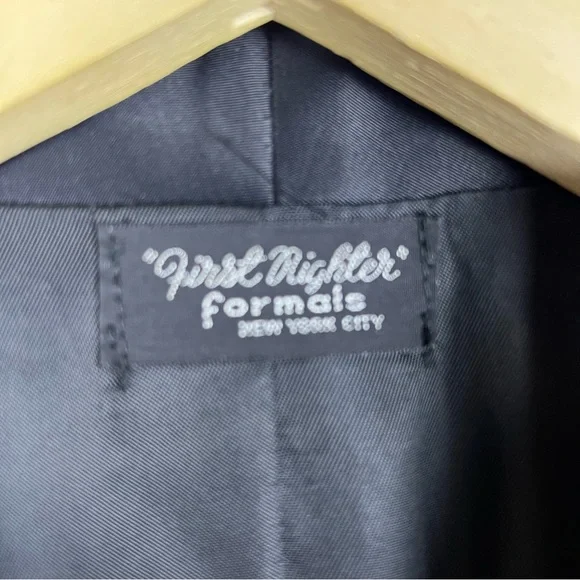 "First Nighter"
formals
NEW YORK CITY